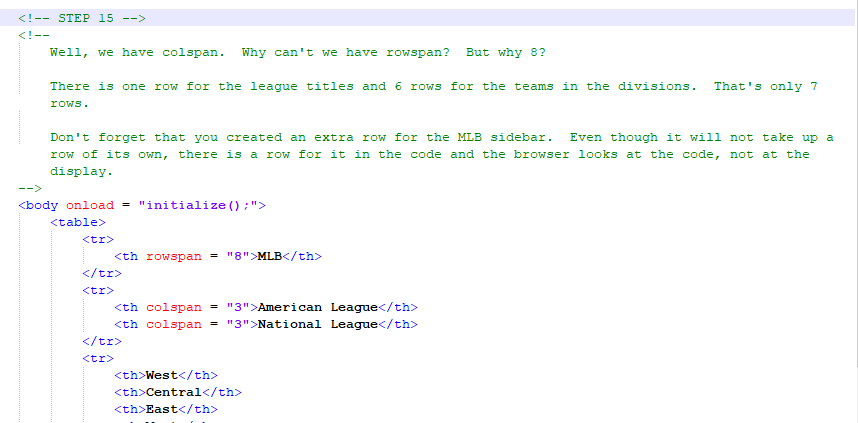 <!-- STEP 15 -->
<!--
Well, we have colspan.  Why can't we have rowspan?  But why 8?
There is one row for the league titles and 6 rows for the teams in the divisions.  That's only 7
rows.
Don't forget that you created an extra row for the MLB sidebar.  Even though it will not take up a
row of its own, there is a row for it in the code and the browser looks at the code, not at the
display.
-->
<body onload = "initialize();">
<table>
<tr>
<th rowspan = "8">MLB</th>
</tr>
<tr>
<th colspan = "3">American League</th>
<th colspan = "3">National League</th>
</tr>
<tr>
<th>West</th>
<th>Central</th>
<th>East</th>